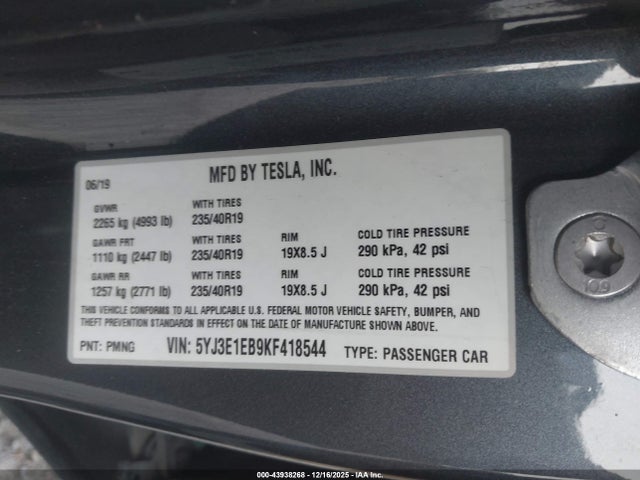 MFD BY TESLA, INC.
06/19
GVWR WITH TIRES
2265 kg (4993 lb) 235/40R19
GAWR FRT WITH TIRES RIM COLD TIRE PRESSURE
1110 kg (2447 lb) 235/40R19 19X8.5 J 290 kPa, 42 psi
GAWR RR WITH TIRES RIM COLD TIRE PRESSURE
1257 kg (2771 lb) 235/40R19 19X8.5 J 290 kPa, 42 psi
THIS VEHICLE CONFORMS TO ALL APPLICABLE U.S. FEDERAL MOTOR VEHICLE SAFETY, BUMPER, AND
THEFT PREVENTION STANDARDS IN EFFECT ON THE DATE OF MANUFACTURE SHOWN ABOVE.
PNT: PMNG VIN: 5YJ3E1EB9KF418544 TYPE: PASSENGER CAR
000-43938268 - 12/16/2025 - IAA Inc.